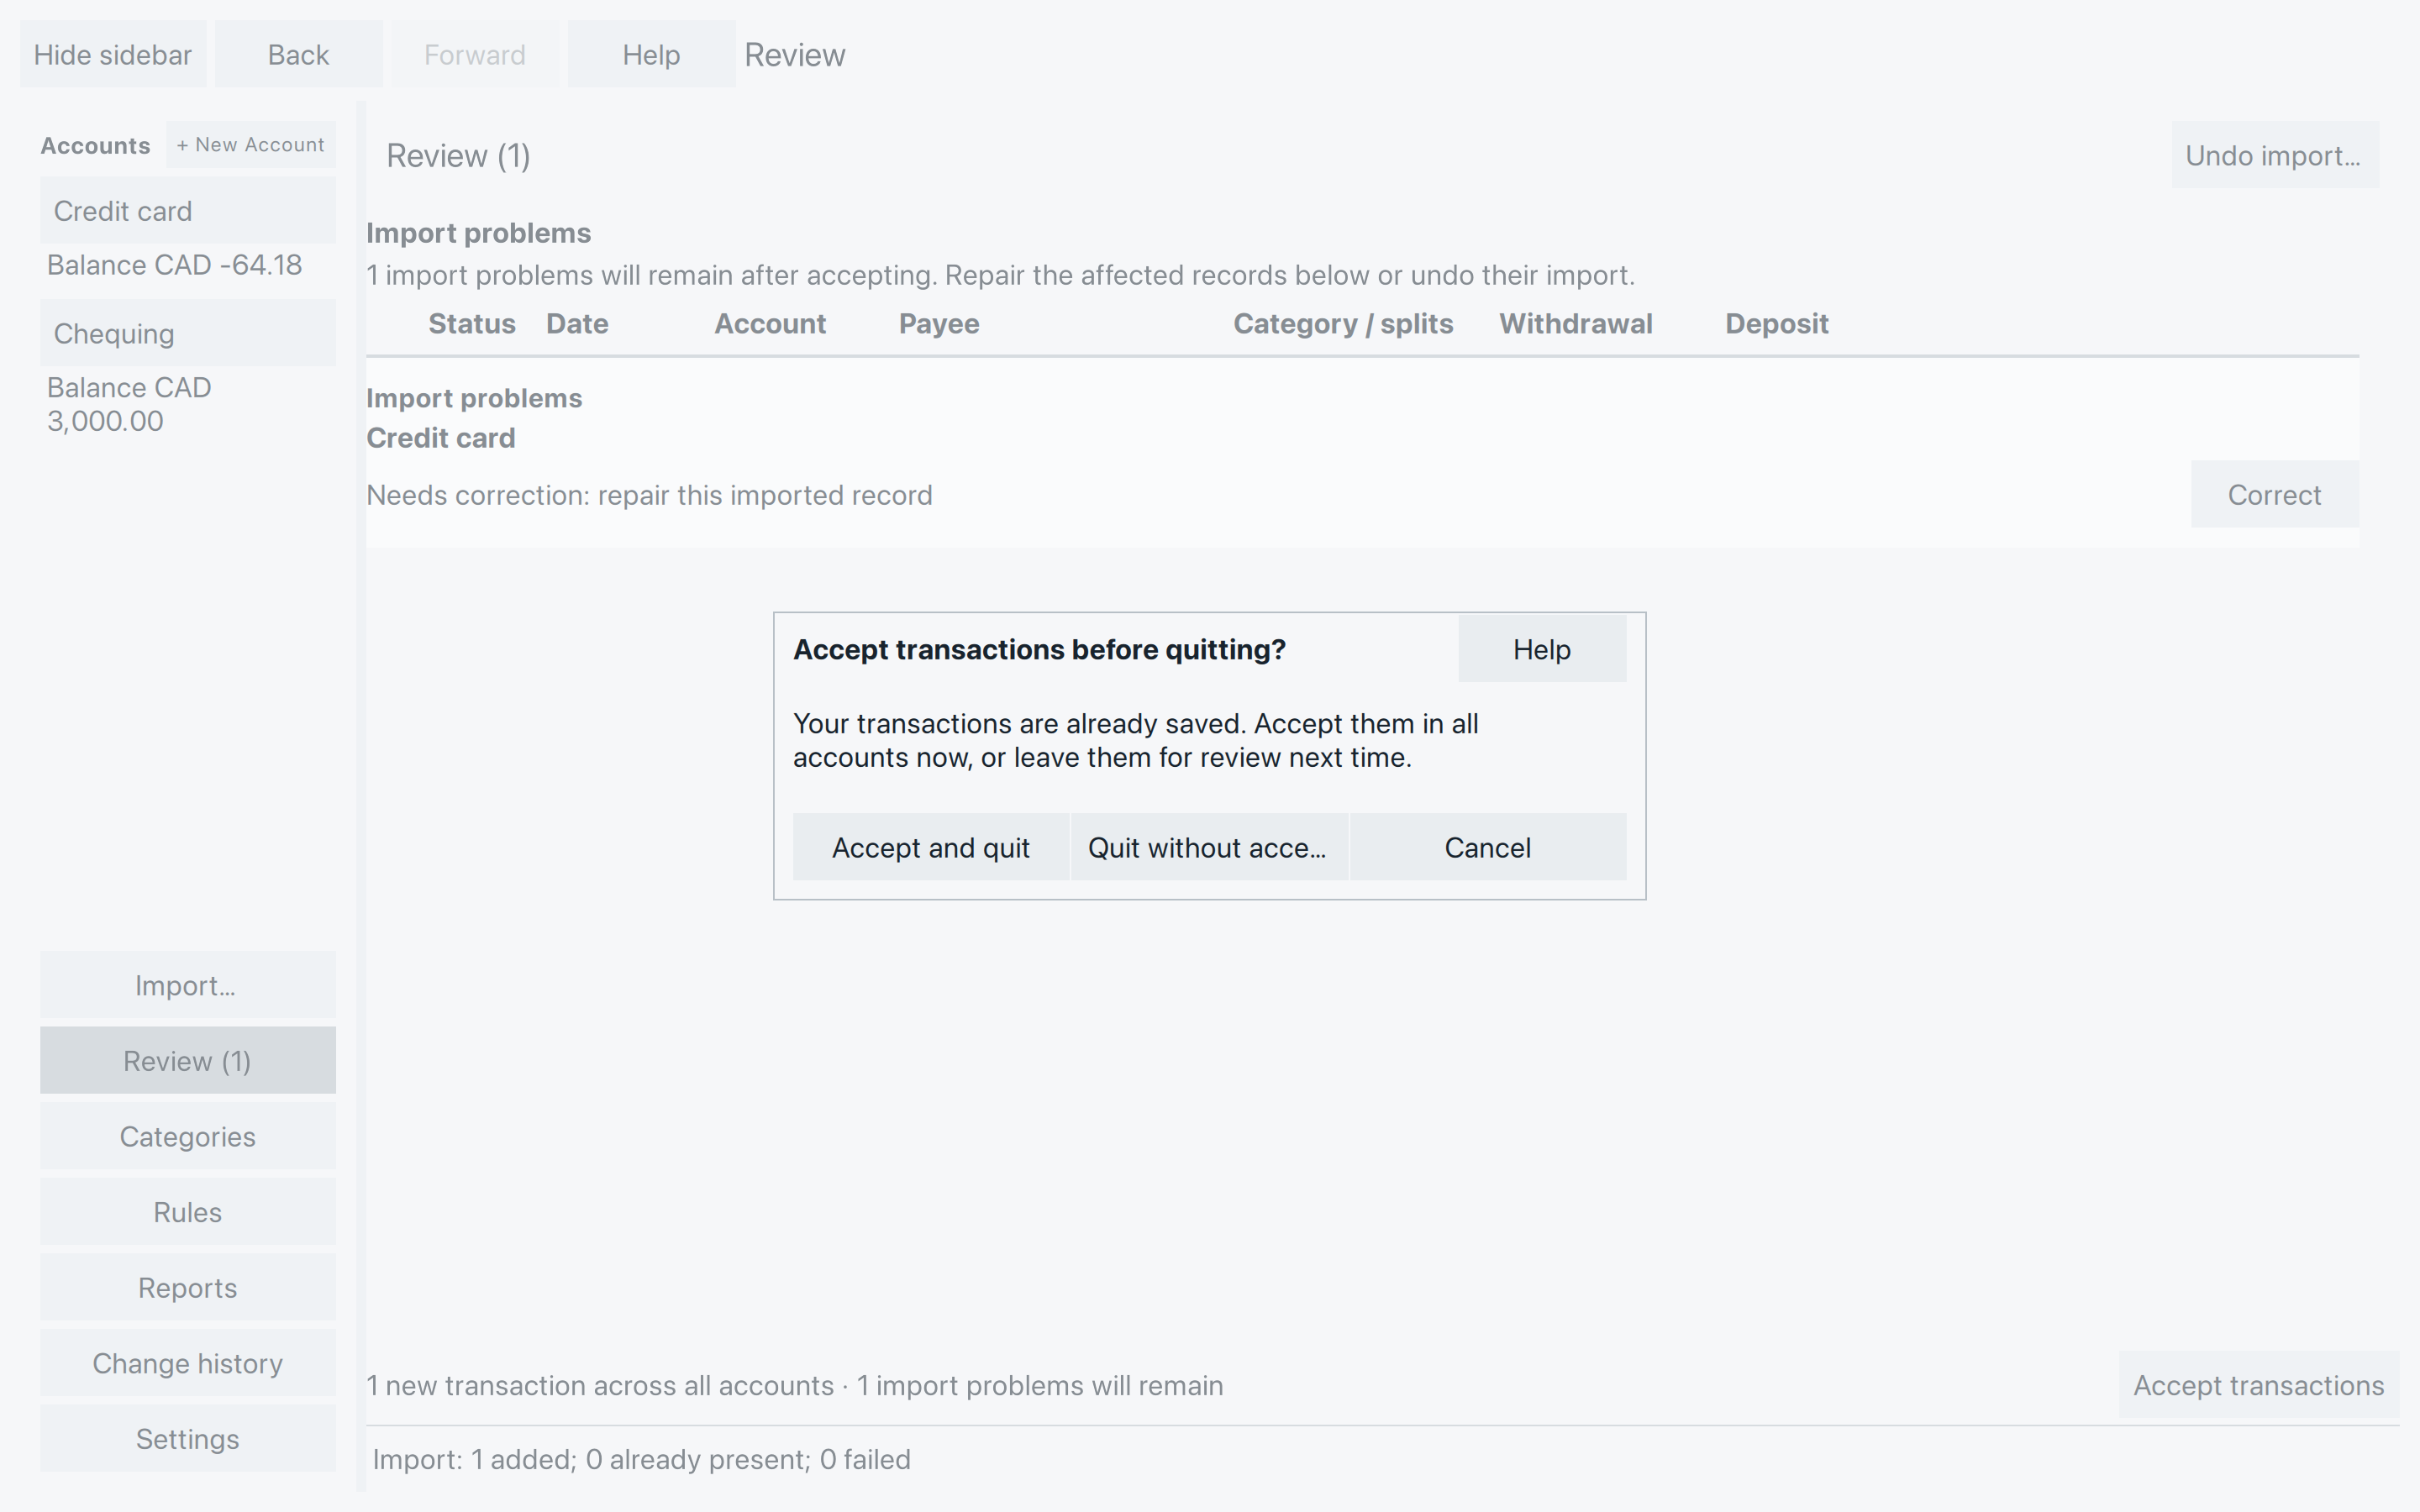 Hide sidebar
Back
Forward
Help
Review
Accounts
+ New Account
Credit card
Balance CAD -64.18
Chequing
Balance CAD
3,000.00
Import…
Review (1)
Categories
Rules
Reports
Change history
Settings
Review (1)
Undo import…
Import problems
1 import problems will remain after accepting. Repair the affected records below or undo their import.
Status Date Account Payee Category / splits Withdrawal Deposit
Import problems
Credit card
Needs correction: repair this imported record
Correct
Accept transactions before quitting?
Help
Your transactions are already saved. Accept them in all
accounts now, or leave them for review next time.
Accept and quit
Quit without acce…
Cancel
1 new transaction across all accounts · 1 import problems will remain
Accept transactions
Import: 1 added; 0 already present; 0 failed